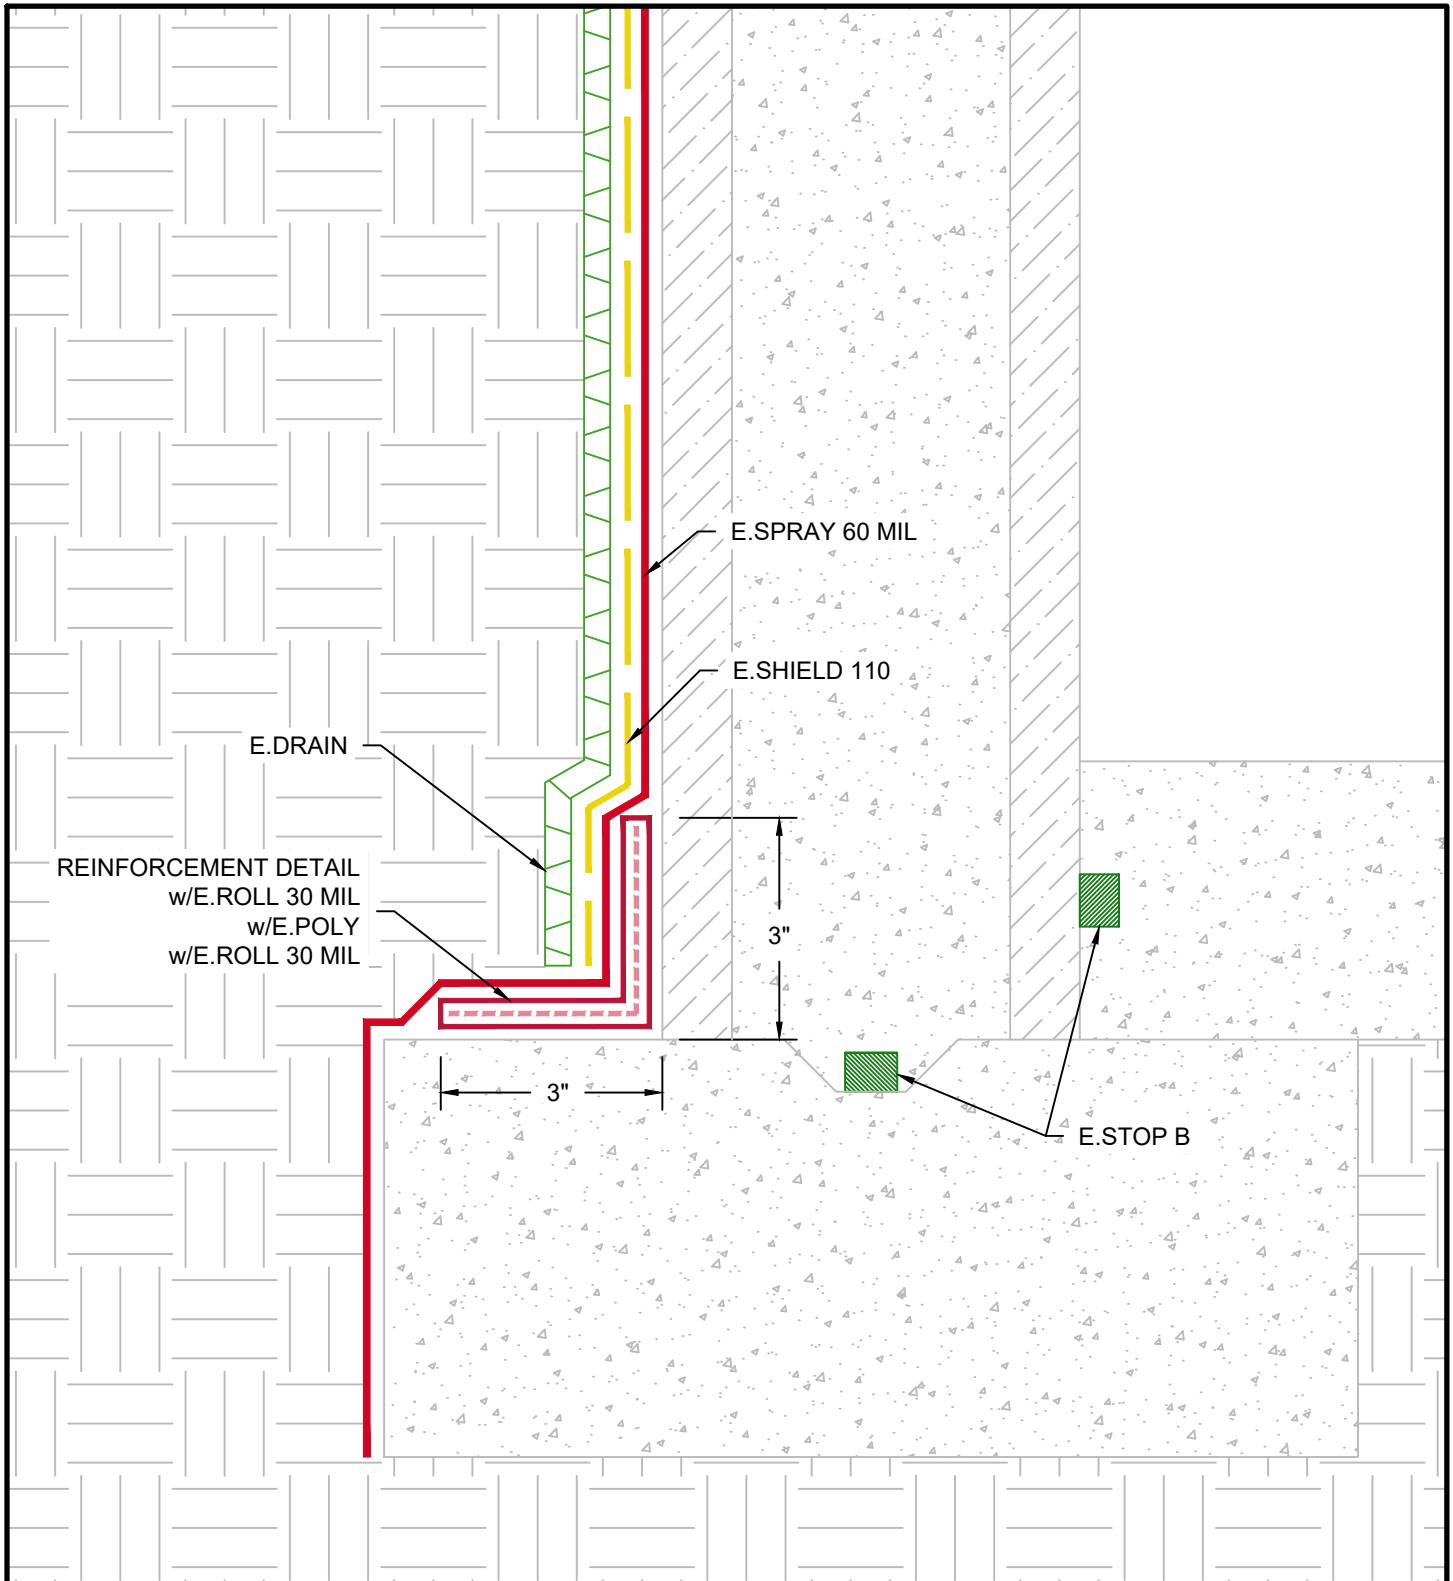 E.SPRAY 60 MIL
E.SHIELD 110
E.DRAIN
REINFORCEMENT DETAIL
w/E.ROLL 30 MIL
w/E.POLY
w/E.ROLL 30 MIL
3"
3"
E.STOP B